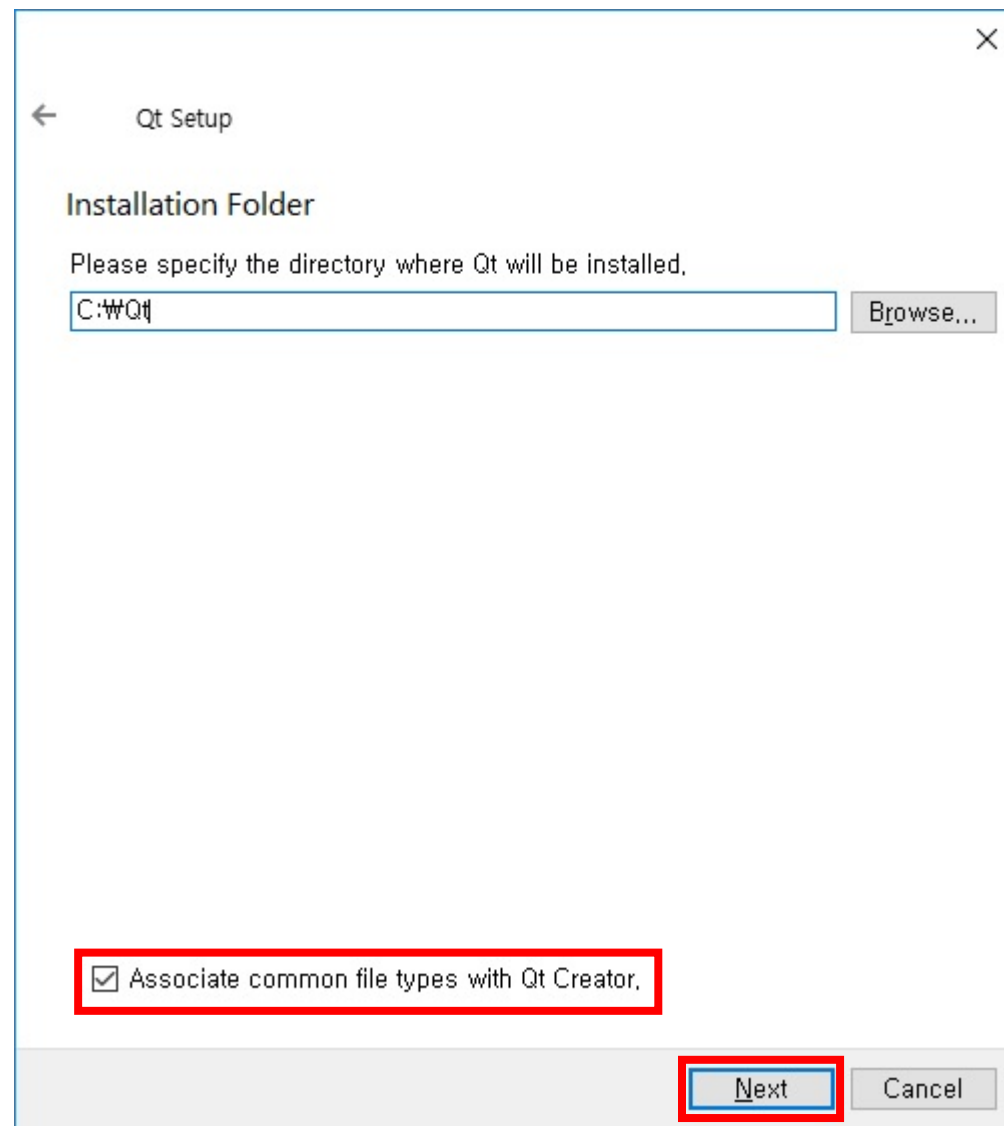 Qt Setup
Installation Folder
Please specify the directory where Qt will be installed.
C:₩Qt
Browse...
Associate common file types with Qt Creator.
Next
Cancel